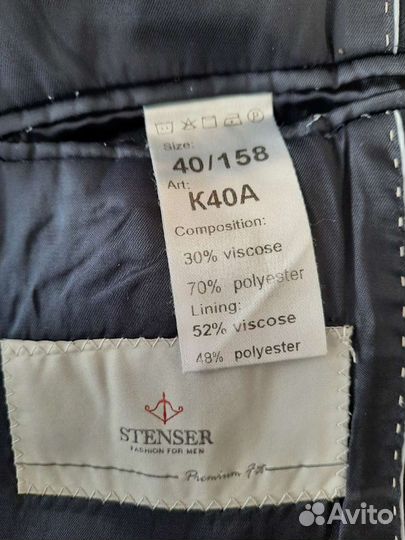 Size:
40/158
Art:
K40A
Composition:
30% viscose
70% polyester
Lining:
52% viscose
48% polyester
STENSER
FASHION FOR MEN
Premium Fit
Avito